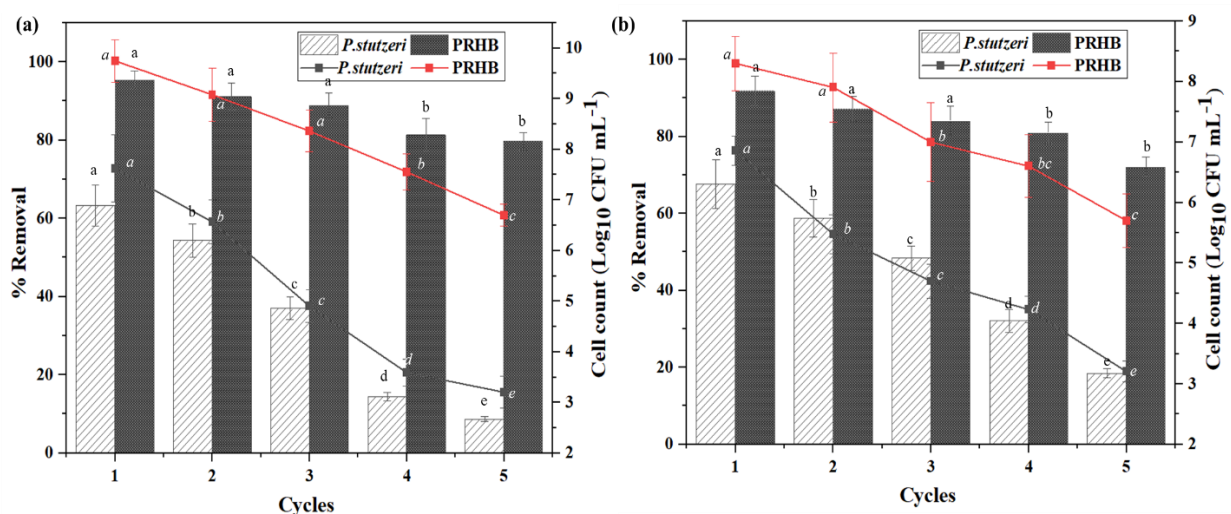 (a)
P.stutzeri PRHB
P.stutzeri PRHB
% Removal
0
20
40
60
80
100
Cell count (Log10 CFU mL-1)
2
3
4
5
6
7
8
9
10
a a b a c a d b e b
a a a b c
a b c d e
1 2 3 4 5
Cycles
(b)
P.stutzeri PRHB
P.stutzeri PRHB
% Removal
0
20
40
60
80
100
Cell count (Log10 CFU mL-1)
2
3
4
5
6
7
8
9
a a b a c a d b e b
a a b bc c
a b c d e
1 2 3 4 5
Cycles